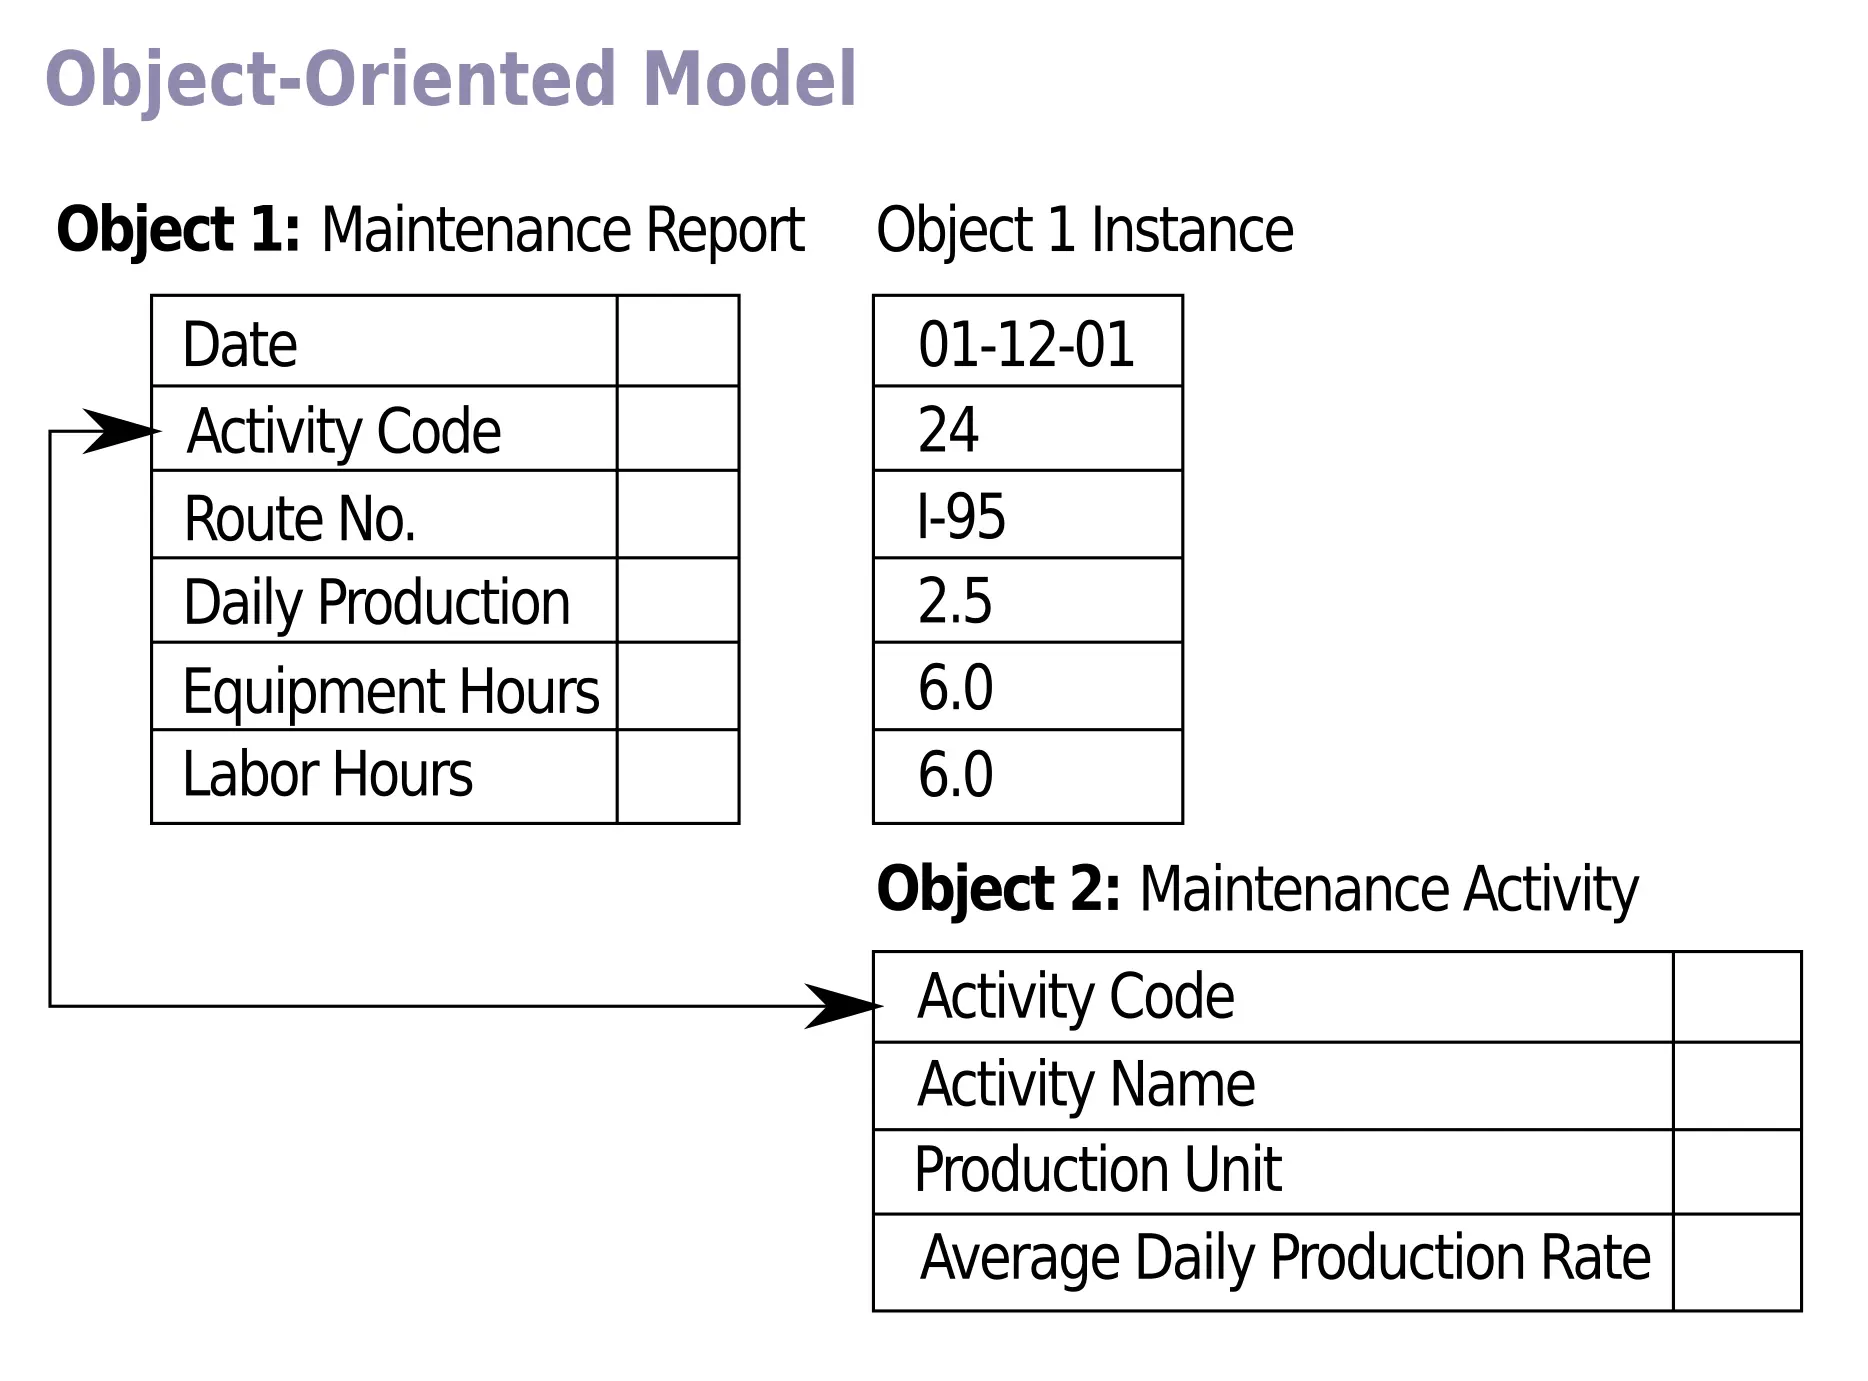 Object-Oriented Model
Object 1: Maintenance Report
Date
Activity Code
Route No.
Daily Production
Equipment Hours
Labor Hours
Object 1 Instance
01-12-01
24
I-95
2.5
6.0
6.0
Object 2: Maintenance Activity
Activity Code
Activity Name
Production Unit
Average Daily Production Rate